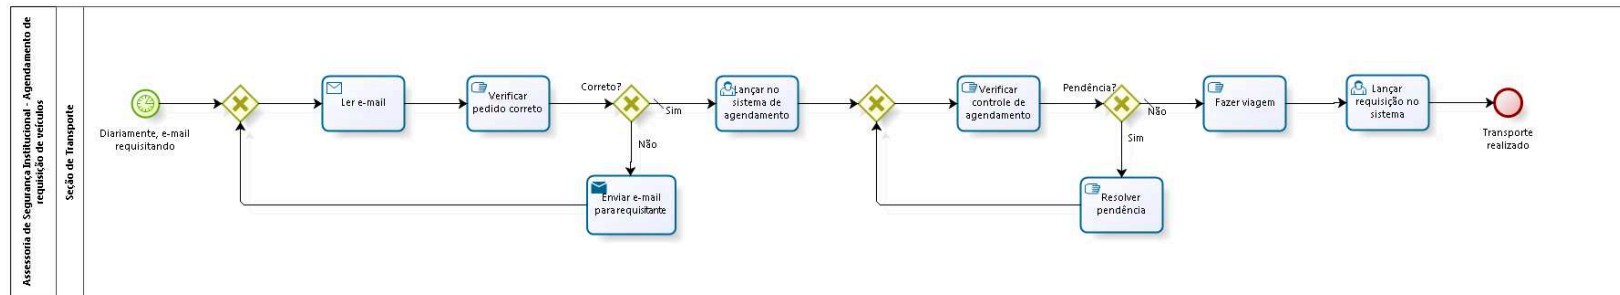 Assessoria de Segurança Institucional - Agendamento de
requisição de veículos
Seção de Transporte
Diariamente, e-mail
requisitando
Ler e-mail
Verificar
pedido correto
Correto?
Sim
Não
Enviar e-mail
para requisitante
Lançar no
sistema de
agendamento
Verificar
controle de
agendamento
Pendência?
Não
Sim
Resolver
pendência
Fazer viagem
Lançar
requisição no
sistema
Transporte
realizado